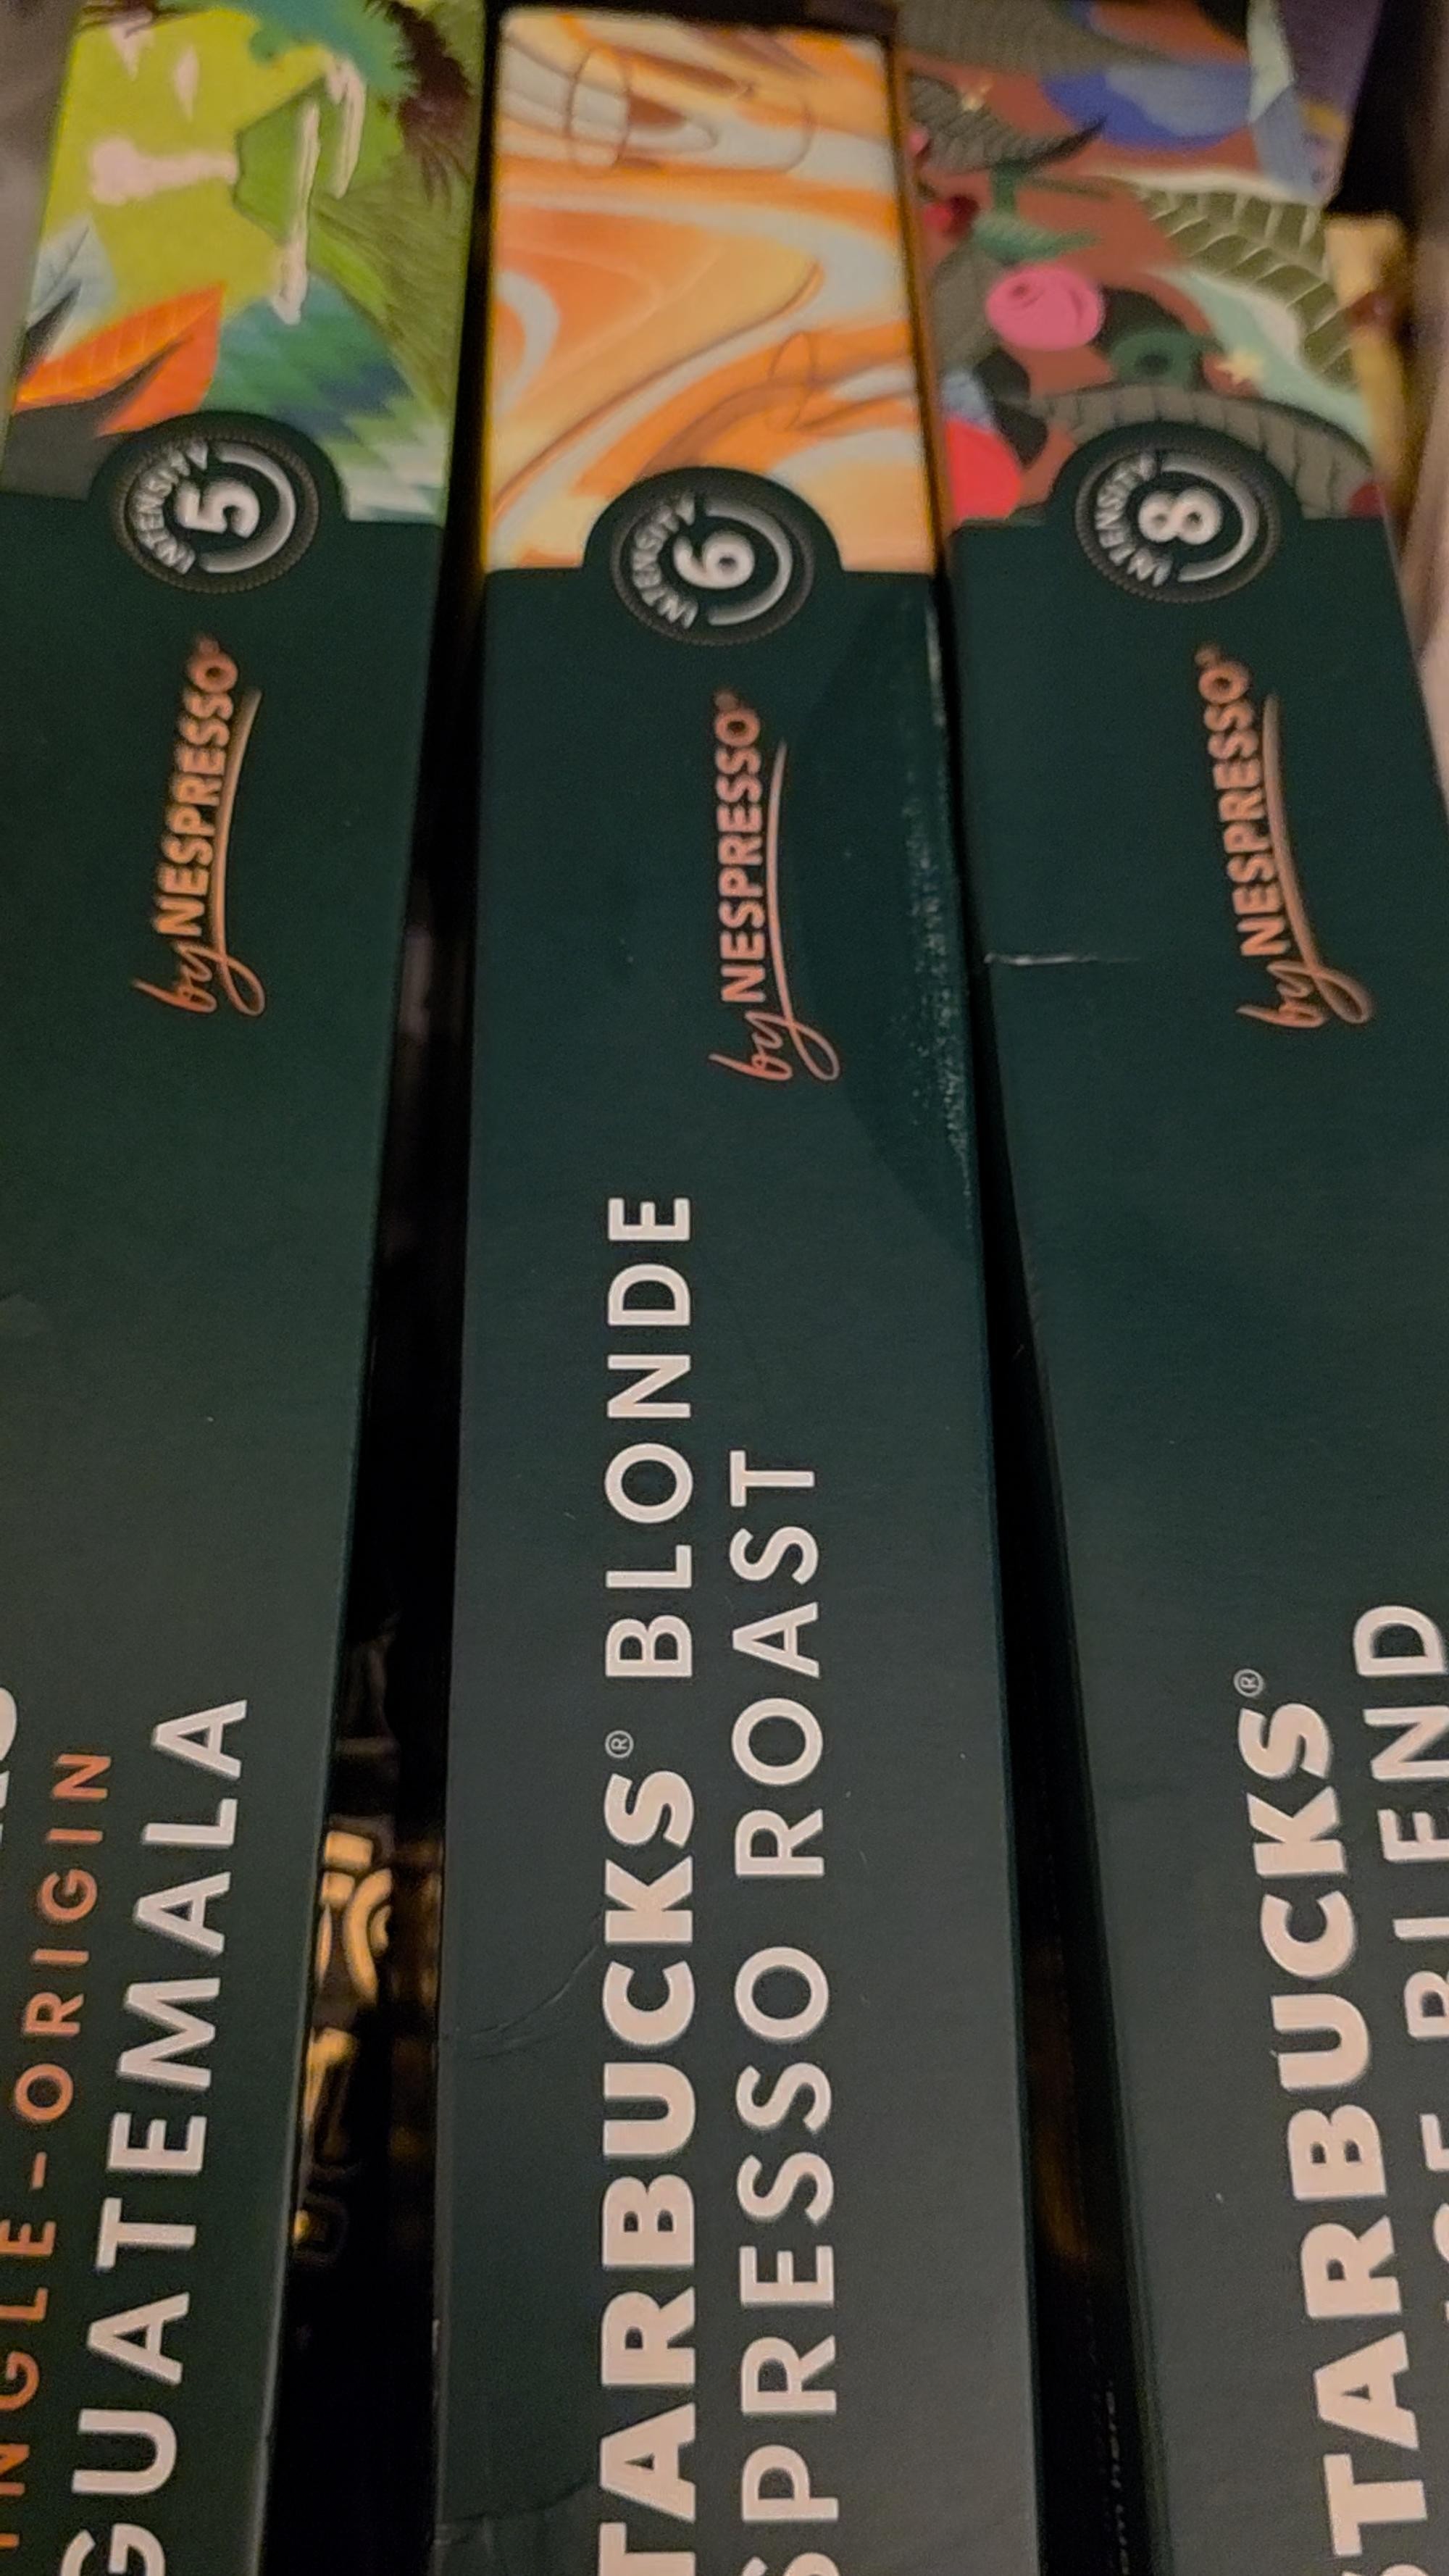 INTENSITY
5
by NESPRESSO
SINGLE-ORIGIN
GUATEMALA
INTENSITY
6
by NESPRESSO
STARBUCKS® BLONDE
ESPRESSO ROAST
INTENSITY
8
by NESPRESSO
STARBUCKS®
BLEND